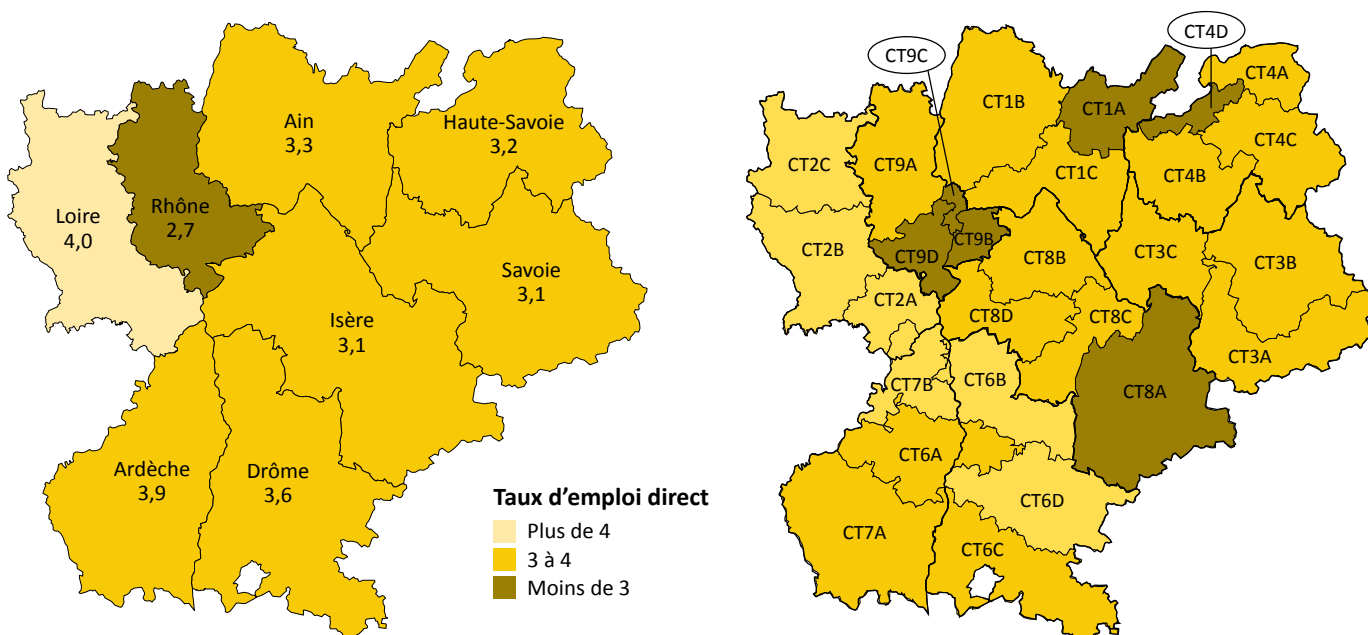 Ain
3,3
Haute-Savoie
3,2
Loire
4,0
Rhône
2,7
Savoie
3,1
Isère
3,1
Ardèche
3,9
Drôme
3,6
Taux d’emploi direct
Plus de 4
3 à 4
Moins de 3
CT4D
CT9C
CT4A
CT1B
CT1A
CT4C
CT2C
CT9A
CT1C
CT4B
CT2B
CT9D
CT9B
CT8B
CT3C
CT3B
CT2A
CT8D
CT8C
CT3A
CT7B
CT6B
CT8A
CT6A
CT6D
CT7A
CT6C